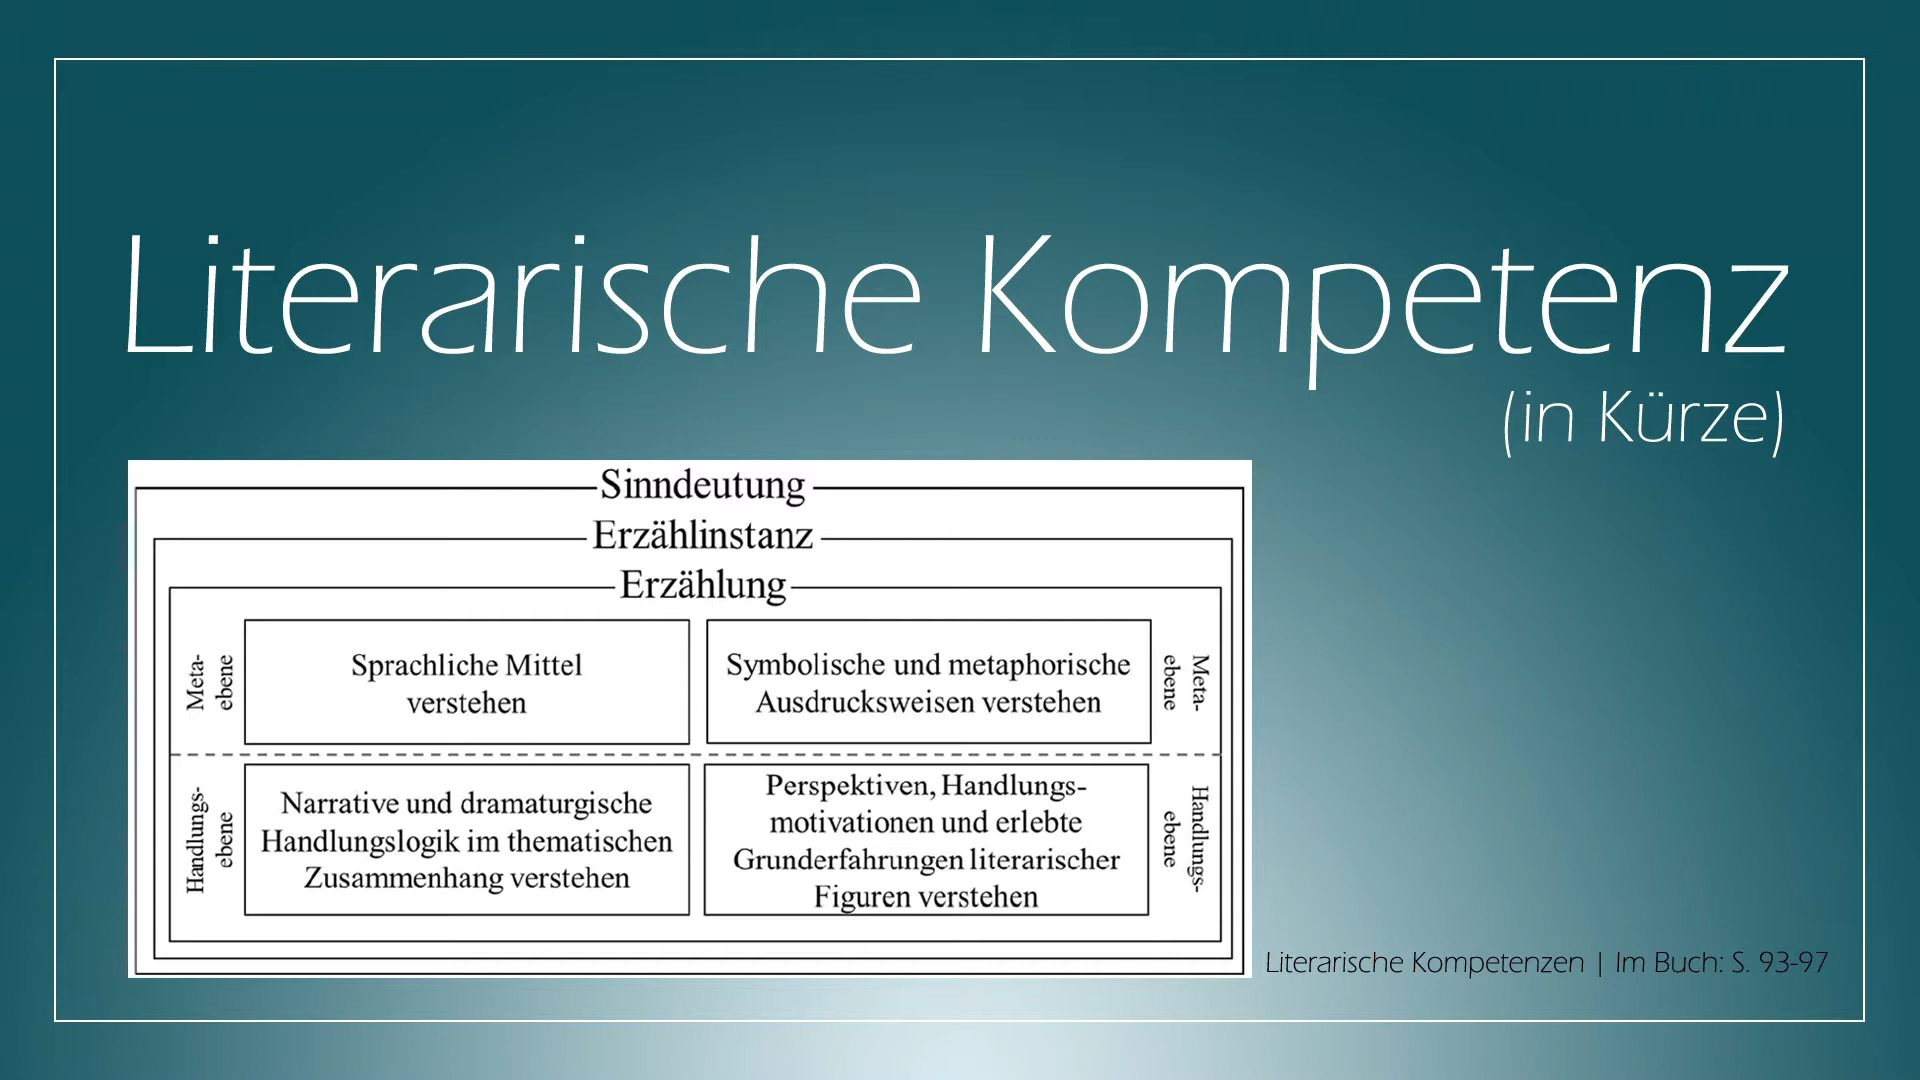 Literarische Kompetenz
(in Kürze)
Sinndeutung
Erzählinstanz
Erzählung
Meta-
ebene
Sprachliche Mittel
verstehen
Symbolische und metaphorische
Ausdrucksweisen verstehen
Meta-
ebene
Handlungs-
ebene
Narrative und dramaturgische
Handlungslogik im thematischen
Zusammenhang verstehen
Perspektiven, Handlungs-
motivationen und erlebte
Grunderfahrungen literarischer
Figuren verstehen
Handlungs-
ebene
Literarische Kompetenzen | Im Buch: S. 93-97